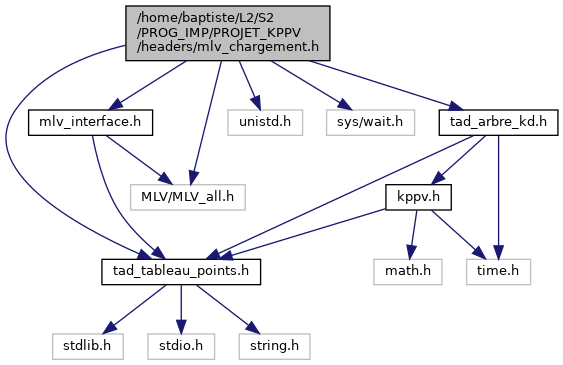 /home/baptiste/L2/S2
/PROG_IMP/PROJET_KPPV
/headers/mlv_chargement.h
mlv_interface.h
unistd.h
sys/wait.h
tad_arbre_kd.h
MLV/MLV_all.h
kppv.h
tad_tableau_points.h
math.h
time.h
stdlib.h
stdio.h
string.h